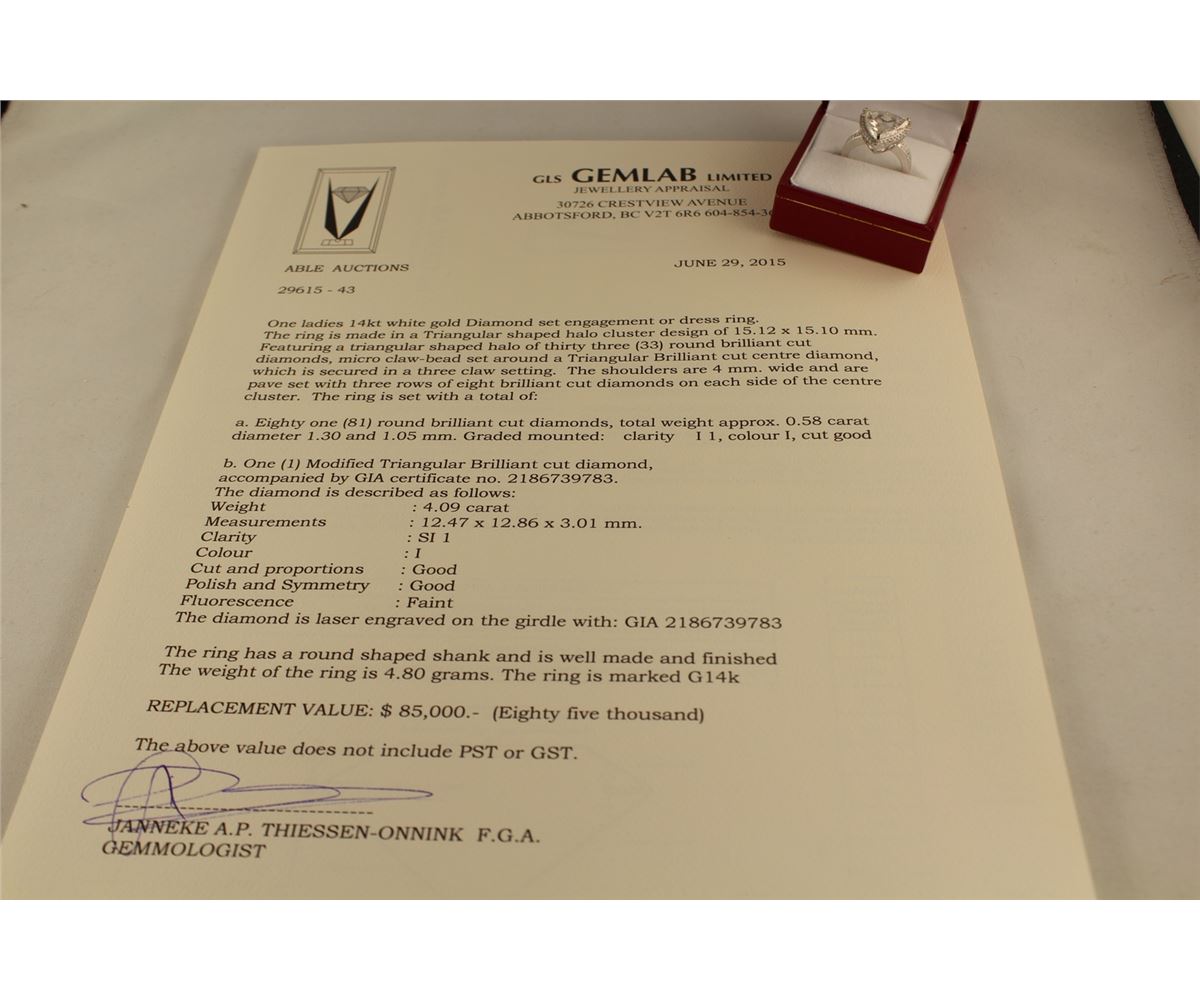 GLS GEMLAB LIMITED
JEWELLERY APPRAISAL
30726 CRESTVIEW AVENUE
ABBOTSFORD, BC V2T 6R6 604-854-
ABLE AUCTIONS
JUNE 29, 2015
29615 - 43
One ladies 14kt white gold Diamond set engagement or dress ring.
The ring is made in a Triangular shaped halo cluster design of 15.12 x 15.10 mm.
Featuring a triangular shaped halo of thirty three (33) round brilliant cut
diamonds, micro claw-bead set around a Triangular Brilliant cut centre diamond,
which is secured in a three claw setting. The shoulders are 4 mm. wide and are
pave set with three rows of eight brilliant cut diamonds on each side of the centre
cluster. The ring is set with a total of:
a. Eighty one (81) round brilliant cut diamonds, total weight approx. 0.58 carat
diameter 1.30 and 1.05 mm. Graded mounted: clarity I 1, colour I, cut good
b. One (1) Modified Triangular Brilliant cut diamond,
accompanied by GIA certificate no. 2186739783.
The diamond is described as follows:
Weight : 4.09 carat
Measurements : 12.47 x 12.86 x 3.01 mm.
Clarity : SI 1
Colour : I
Cut and proportions : Good
Polish and Symmetry : Good
Fluorescence : Faint
The diamond is laser engraved on the girdle with: GIA 2186739783
The ring has a round shaped shank and is well made and finished
The weight of the ring is 4.80 grams. The ring is marked G14k
REPLACEMENT VALUE: $ 85,000.- (Eighty five thousand)
The above value does not include PST or GST.
JANNEKE A.P. THIESSEN-ONNINK F.G.A.
GEMMOLOGIST